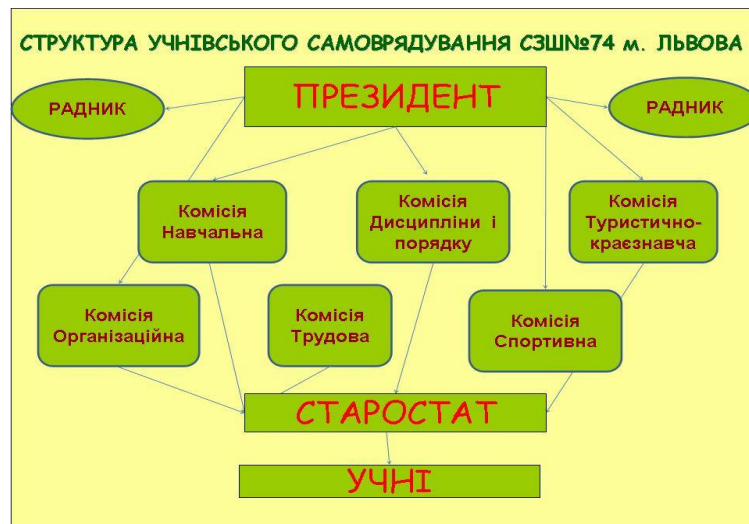 СТРУКТУРА УЧНІВСЬКОГО САМОВРЯДУВАННЯ СЗШ№74 м. ЛЬВОВА
РАДНИК
ПРЕЗИДЕНТ
РАДНИК
Комісія
Навчальна
Комісія
Дисципліни і
порядку
Комісія
Туристично-
краєзнавча
Комісія
Організаційна
Комісія
Трудова
Комісія
Спортивна
СТАРОСТАТ
УЧНІ